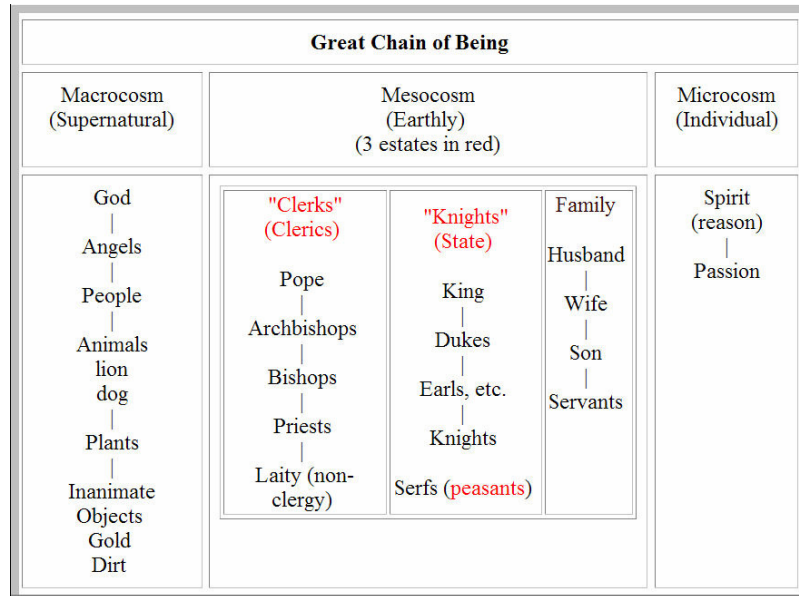 Great Chain of Being
Macrocosm
(Supernatural)
Mesocosm
(Earthly)
(3 estates in red)
Microcosm
(Individual)
God
|
Angels
|
People
|
Animals
lion
dog
|
Plants
|
Inanimate
Objects
Gold
Dirt
"Clerks"
(Clerics)
Pope
|
Archbishops
|
Bishops
|
Priests
|
Laity (non-
clergy)
"Knights"
(State)
King
|
Dukes
|
Earls, etc.
|
Knights
Serfs (peasants)
Family
Husband
|
Wife
|
Son
|
Servants
Spirit
(reason)
|
Passion